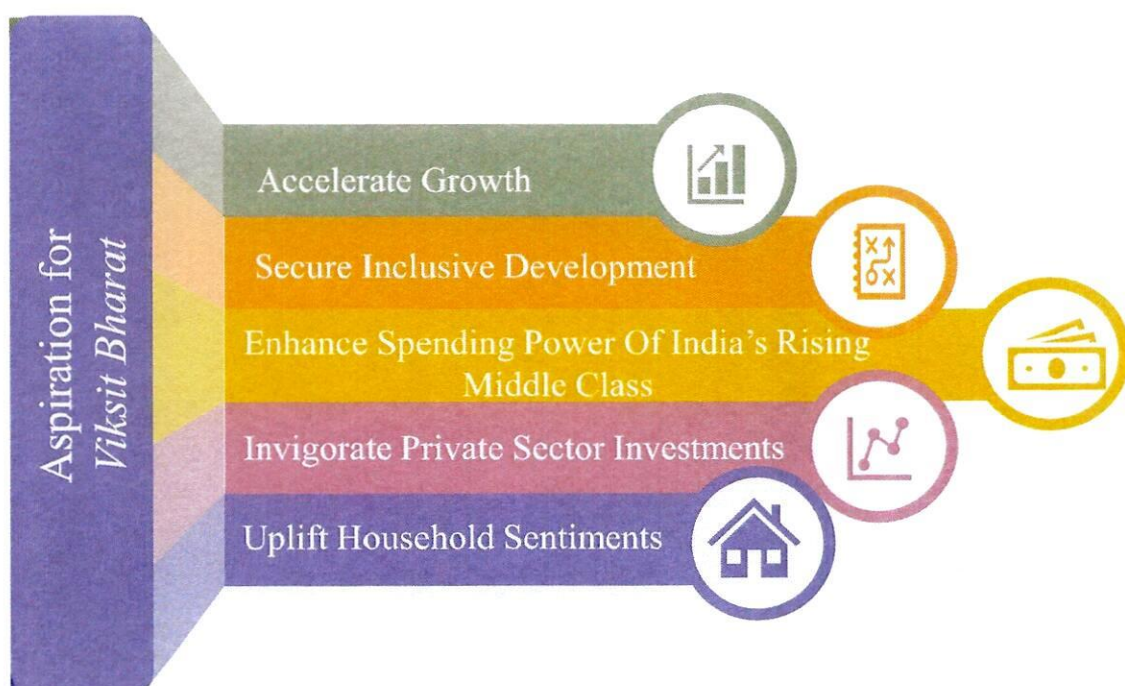 Aspiration for
Viksit Bharat
Accelerate Growth
Secure Inclusive Development
Enhance Spending Power Of India's Rising
Middle Class
Invigorate Private Sector Investments
Uplift Household Sentiments